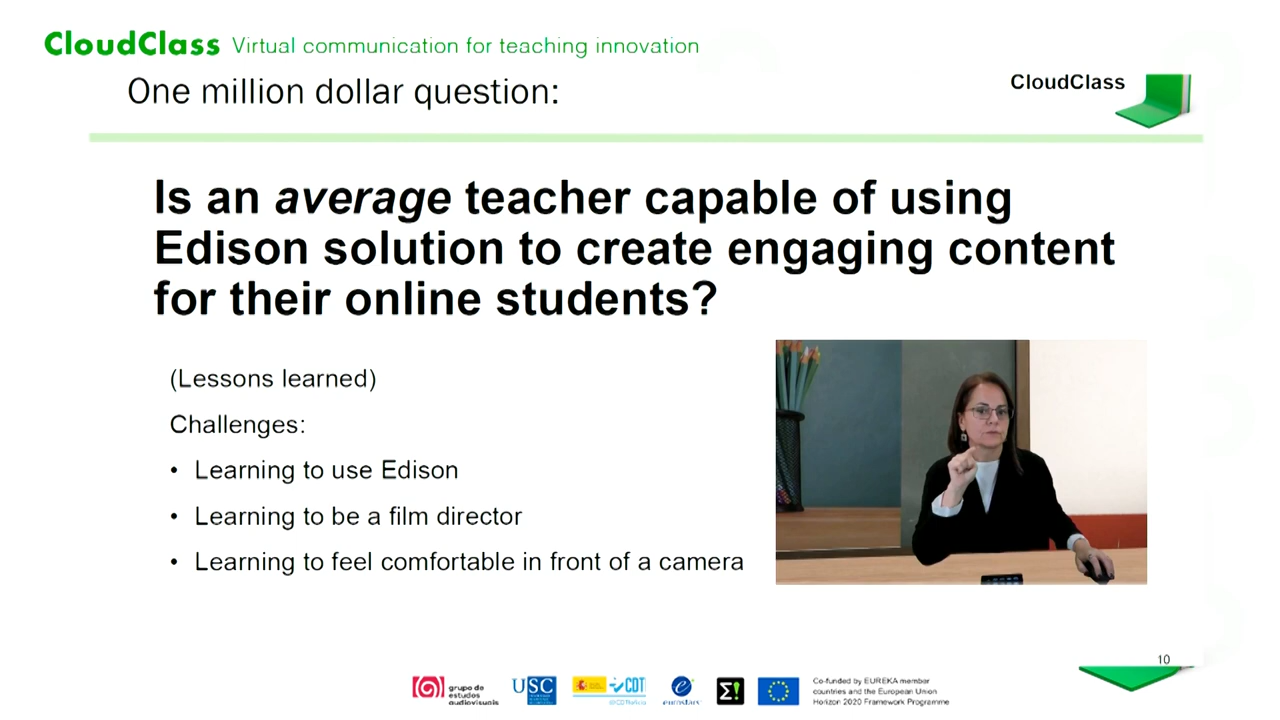 CloudClass Virtual communication for teaching innovation
One million dollar question:
CloudClass
Is an average teacher capable of using
Edison solution to create engaging content
for their online students?
(Lessons learned)
Challenges:
• Learning to use Edison
• Learning to be a film director
• Learning to feel comfortable in front of a camera
10
grupo de
estudos
audiovisuais
USC
CDTI
eurostars
Σ!
Co-funded by EUREKA member
countries and the European Union
Horizon 2020 Framework Programme